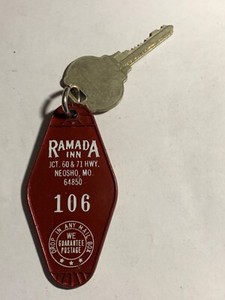 RAMADA
INN
JCT. 60 & 71 HWY.
NEOSHO, MO.
64850
106
DROP IN ANY MAIL BOX
WE
GUARANTEE
POSTAGE